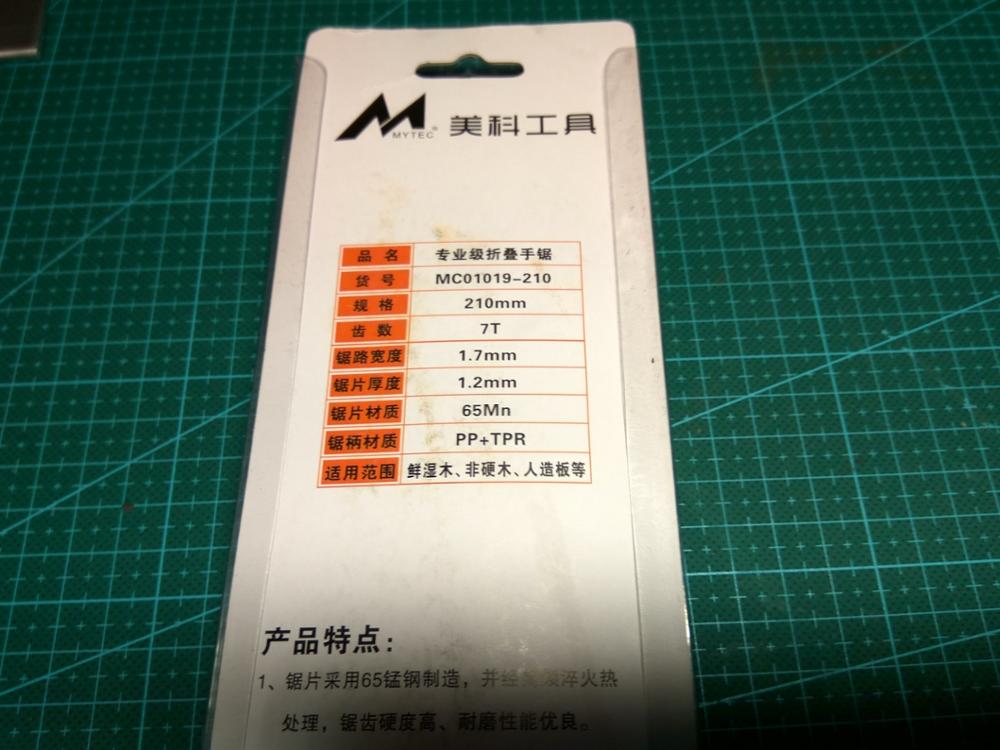 MYTEC® 美科工具
品名 专业级折叠手锯
货号 MC01019-210
规格 210mm
齿数 7T
锯路宽度 1.7mm
锯片厚度 1.2mm
锯片材质 65Mn
锯柄材质 PP+TPR
适用范围 鲜湿木、非硬木、人造板等
产品特点：
1、锯片采用65锰钢制造，并经淬火热
处理，锯齿硬度高、耐磨性能优良。